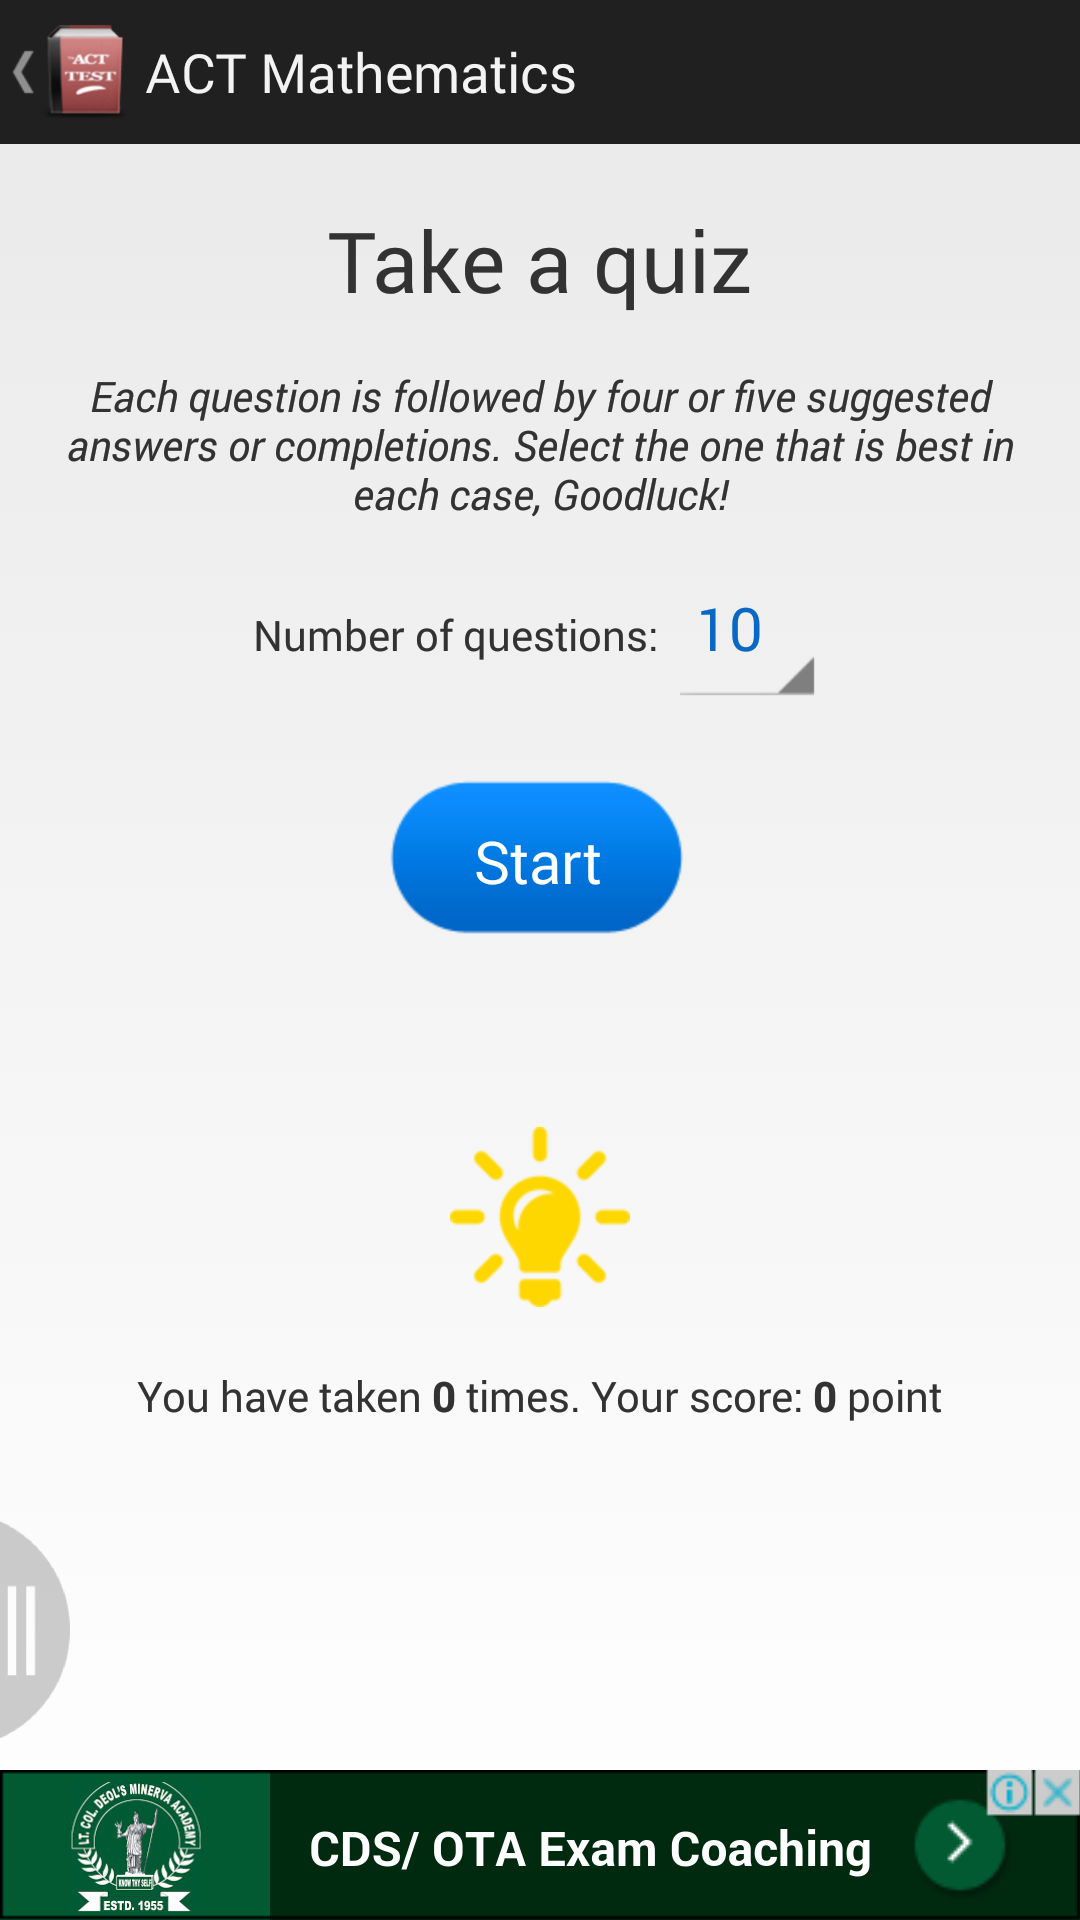 ACT
TEST
ACT Mathematics
Take a quiz
Each question is followed by four or five suggested
answers or completions. Select the one that is best in
each case, Goodluck!
Number of questions: 10
Start
You have taken 0 times. Your score: 0 point
LT. COL. DEOL'S MINERVA ACADEMY
KNOW THY SELF
ESTD. 1955
CDS/ OTA Exam Coaching